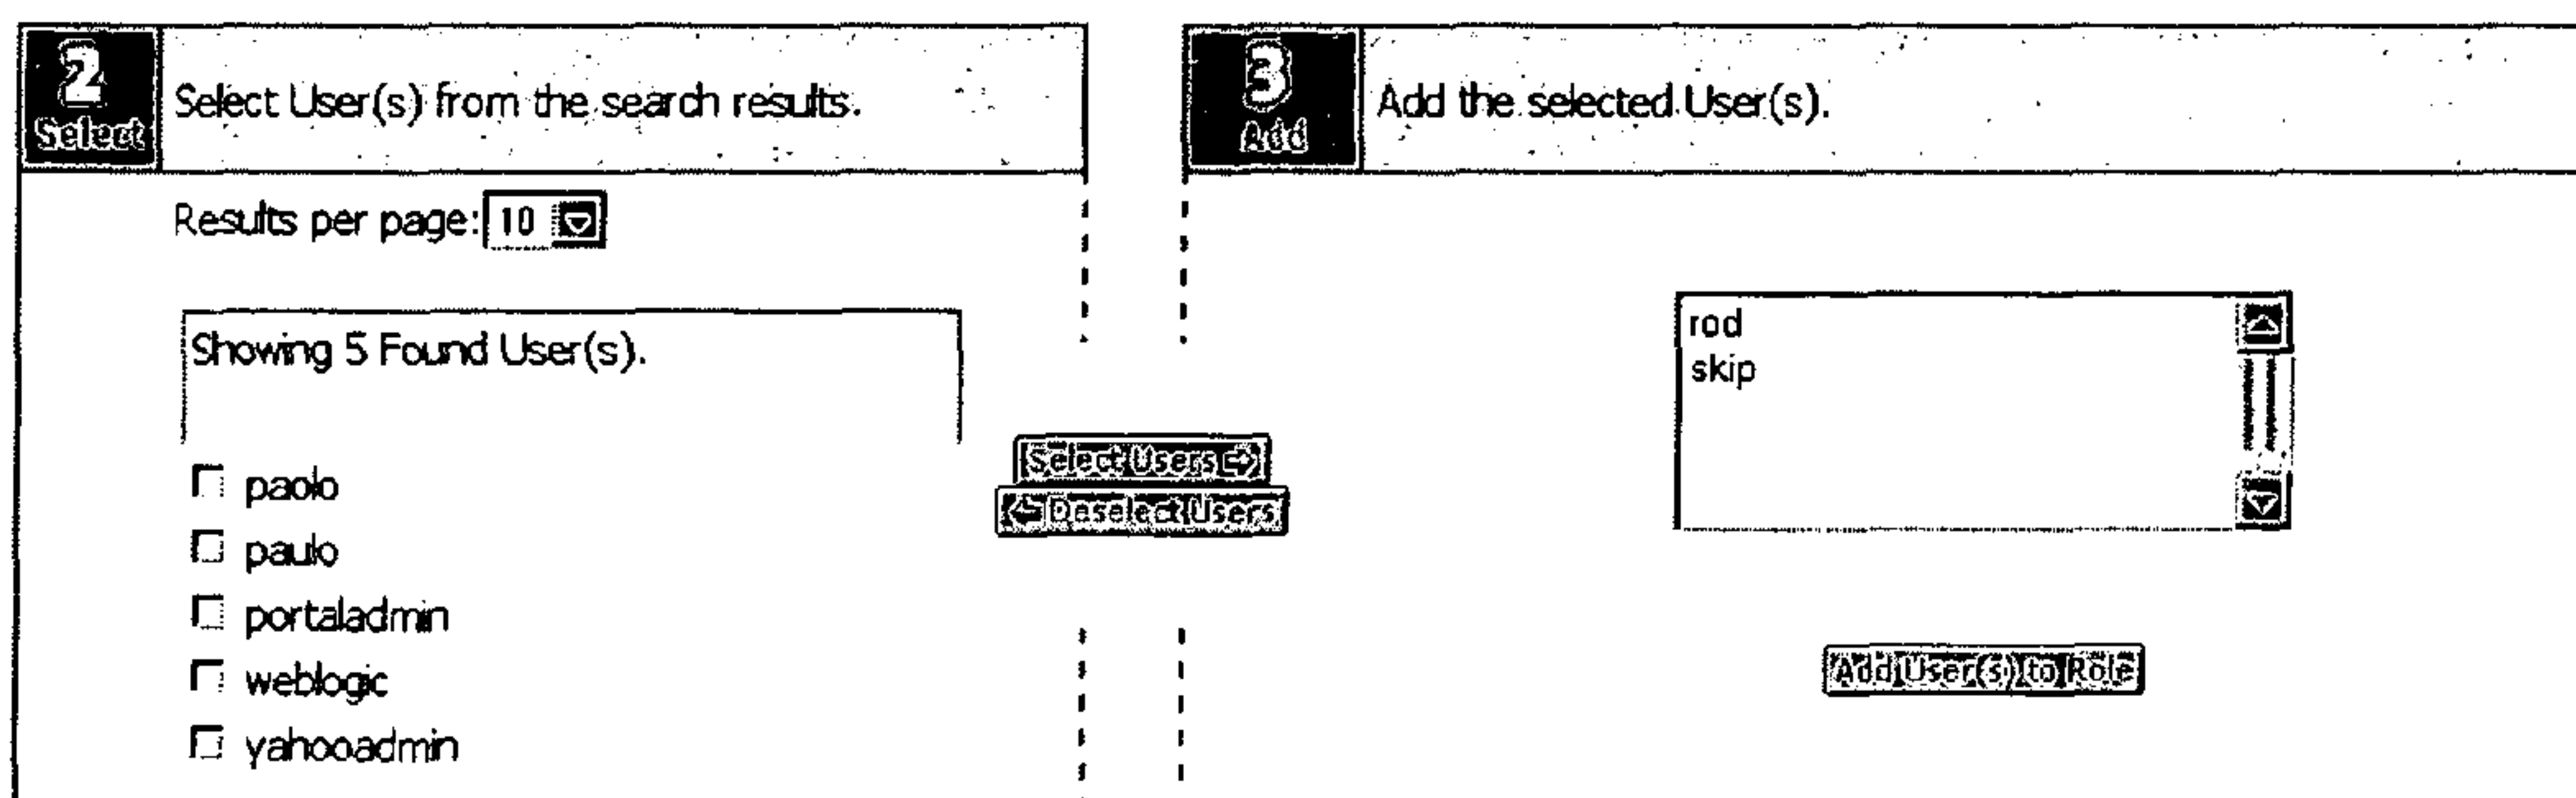 2
Select
Select User(s) from the search results.
Results per page: 10
Showing 5 Found User(s).
paolo
paulo
portaladmin
weblogic
yahooadmin
Select Users
Deselect Users
3
Add
Add the selected User(s).
rod
skip
Add User(s) to Role